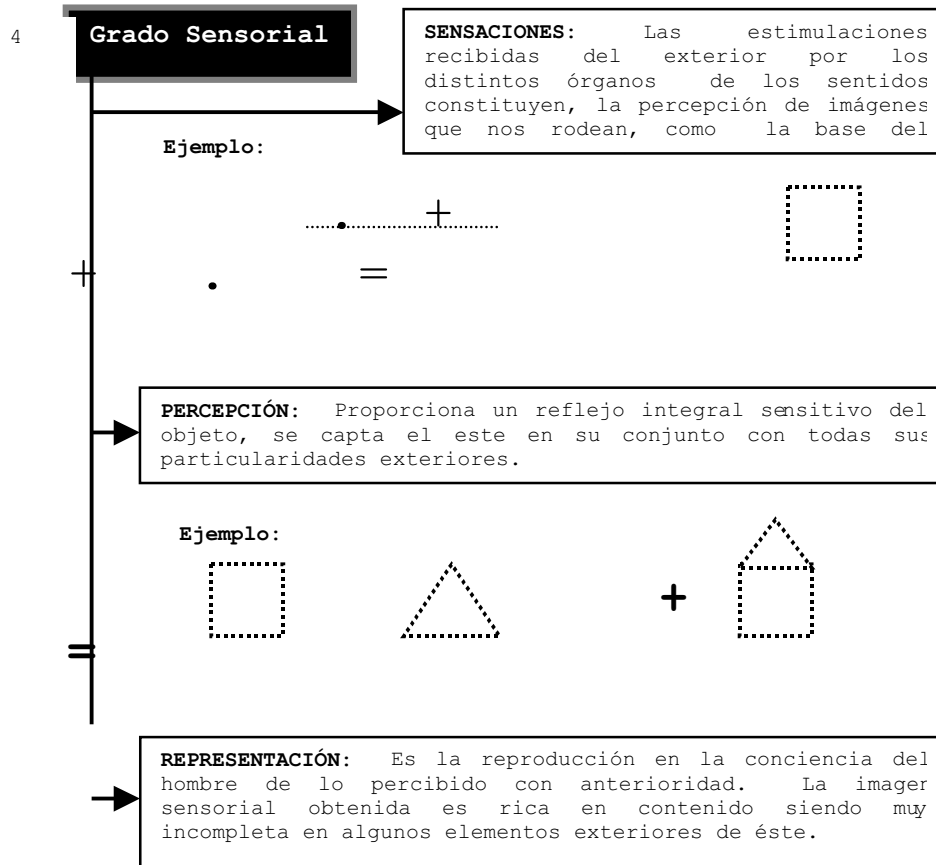 4
Grado Sensorial
SENSACIONES: Las estimulaciones
recibidas del exterior por los
distintos órganos de los sentidos
constituyen, la percepción de imágenes
que nos rodean, como la base del
Ejemplo:
. +
+ . =
PERCEPCIÓN: Proporciona un reflejo integral sensitivo del
objeto, se capta el este en su conjunto con todas sus
particularidades exteriores.
Ejemplo:
+
=
REPRESENTACIÓN: Es la reproducción en la conciencia del
hombre de lo percibido con anterioridad. La imagen
sensorial obtenida es rica en contenido siendo muy
incompleta en algunos elementos exteriores de éste.